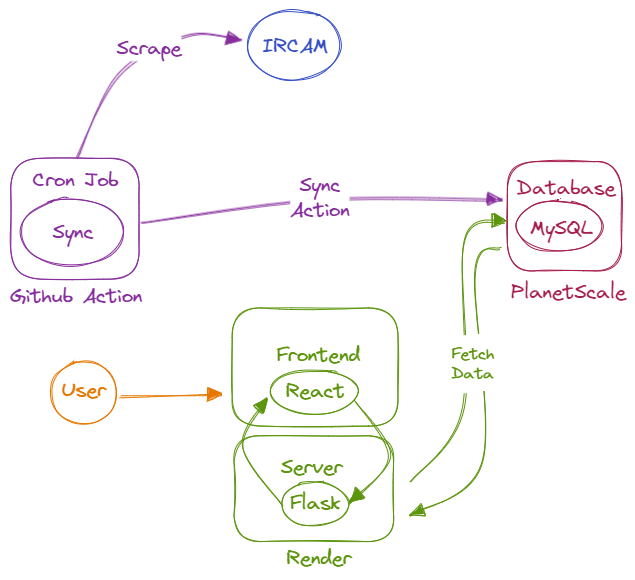 Scrape
IRCAM
Cron Job
Sync
Github Action
Sync
Action
Database
MySQL
PlanetScale
Fetch
Data
Frontend
React
User
Server
Flask
Render